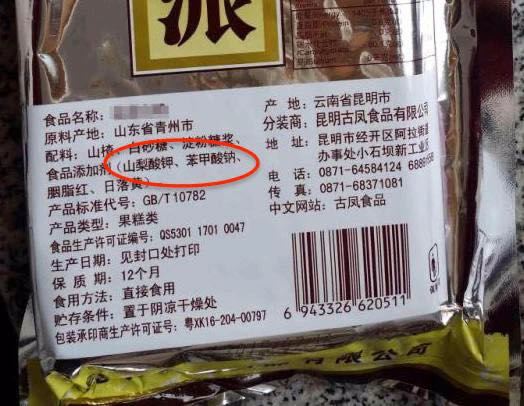 派
食品名称:
原料产地: 山东省青州市
配料: 山楂、白砂糖、淀粉糖浆、
食品添加剂(山梨酸钾、苯甲酸钠、
胭脂红、日落黄)
产品标准代号: GB/T10782
产品类型: 果糕类
食品生产许可证编号: QS5301 1701 0047
生产日期: 见封口处打印
保质期: 12个月
食用方法: 直接食用
贮存条件: 置于阴凉干燥处
包装承印商生产许可证号: 粤XK16-204-00797
产地: 云南省昆明市
分装商: 昆明古凤食品有限公司
地址: 昆明市经开区阿拉街道
办事处小石坝新工业区
电话: 0871-64584124
传真: 0871-68371081
中文网站: 古凤食品
6 943326 620511
有限公司